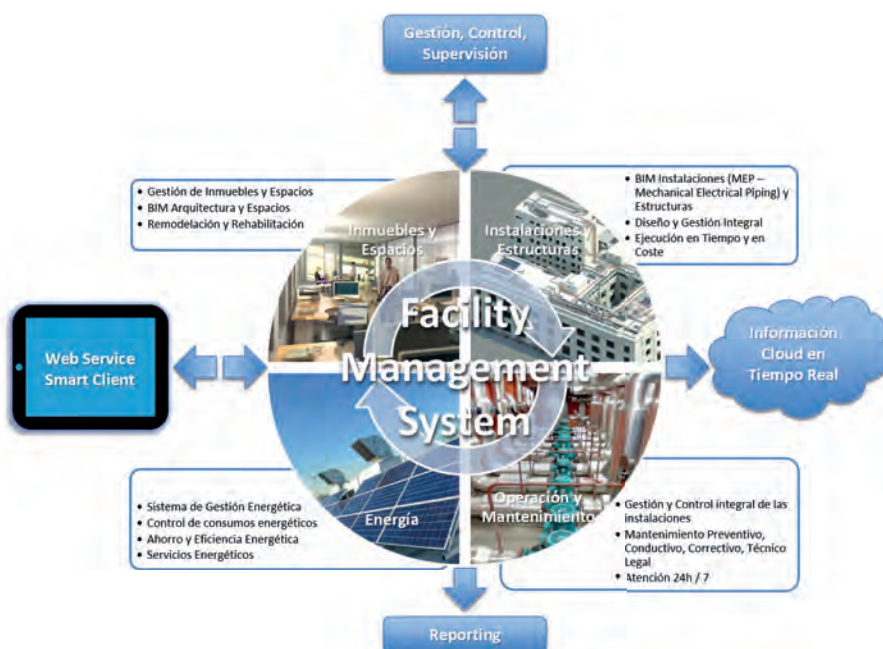 Gestión, Control,
Supervisión
• Gestión de Inmuebles y Espacios
• BIM Arquitectura y Espacios
• Remodelación y Rehabilitación
Inmuebles y
Espacios
Instalaciones y
Estructuras
• BIM Instalaciones (MEP –
Mechanical Electrical Piping) y
Estructuras
• Diseño y Gestión Integral
• Ejecución en Tiempo y en
Coste
Web Service
Smart Client
Facility
Management
System
Información
Cloud en
Tiempo Real
• Sistema de Gestión Energética
• Control de consumos energéticos
• Ahorro y Eficiencia Energética
• Servicios Energéticos
Energía
Operación y
Mantenimiento
• Gestión y Control integral de las
instalaciones
• Mantenimiento Preventivo,
Conductivo, Correctivo, Técnico
Legal
• Atención 24h / 7
Reporting